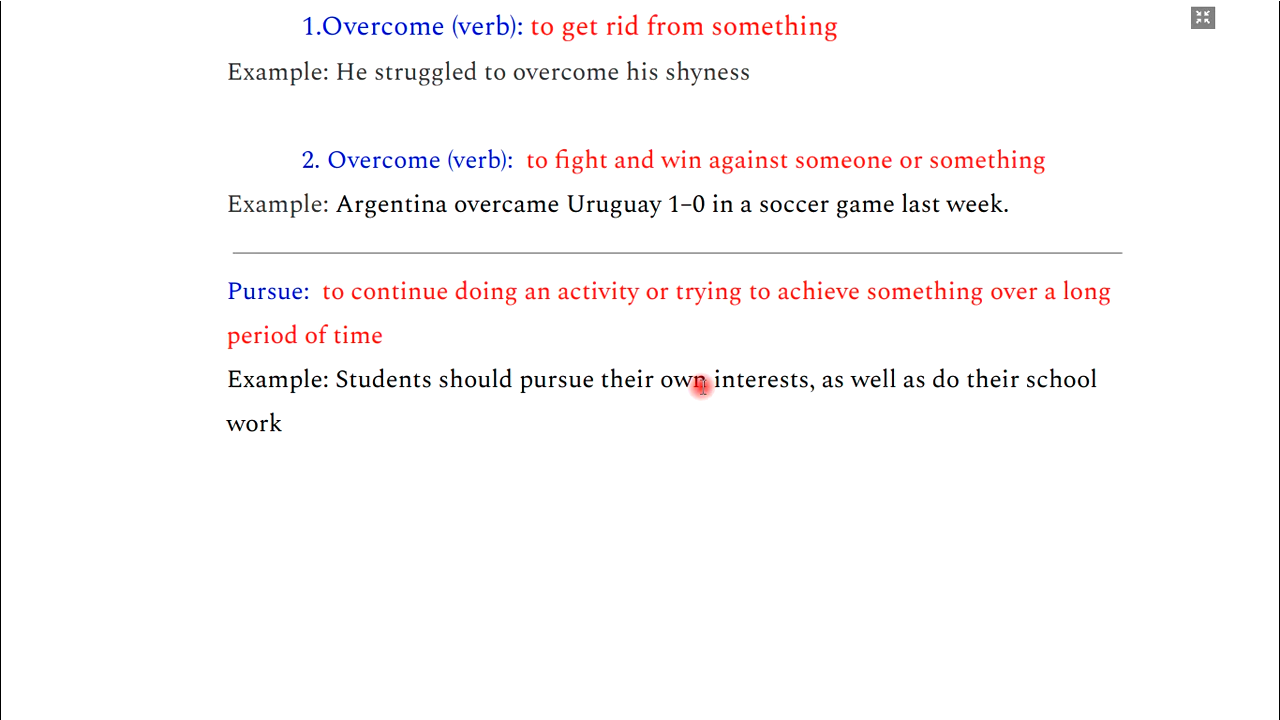 1.Overcome (verb): to get rid from something
Example: He struggled to overcome his shyness
2. Overcome (verb): to fight and win against someone or something
Example: Argentina overcame Uruguay 1–0 in a soccer game last week.
Pursue: to continue doing an activity or trying to achieve something over a long
period of time
Example: Students should pursue their own interests, as well as do their school
work